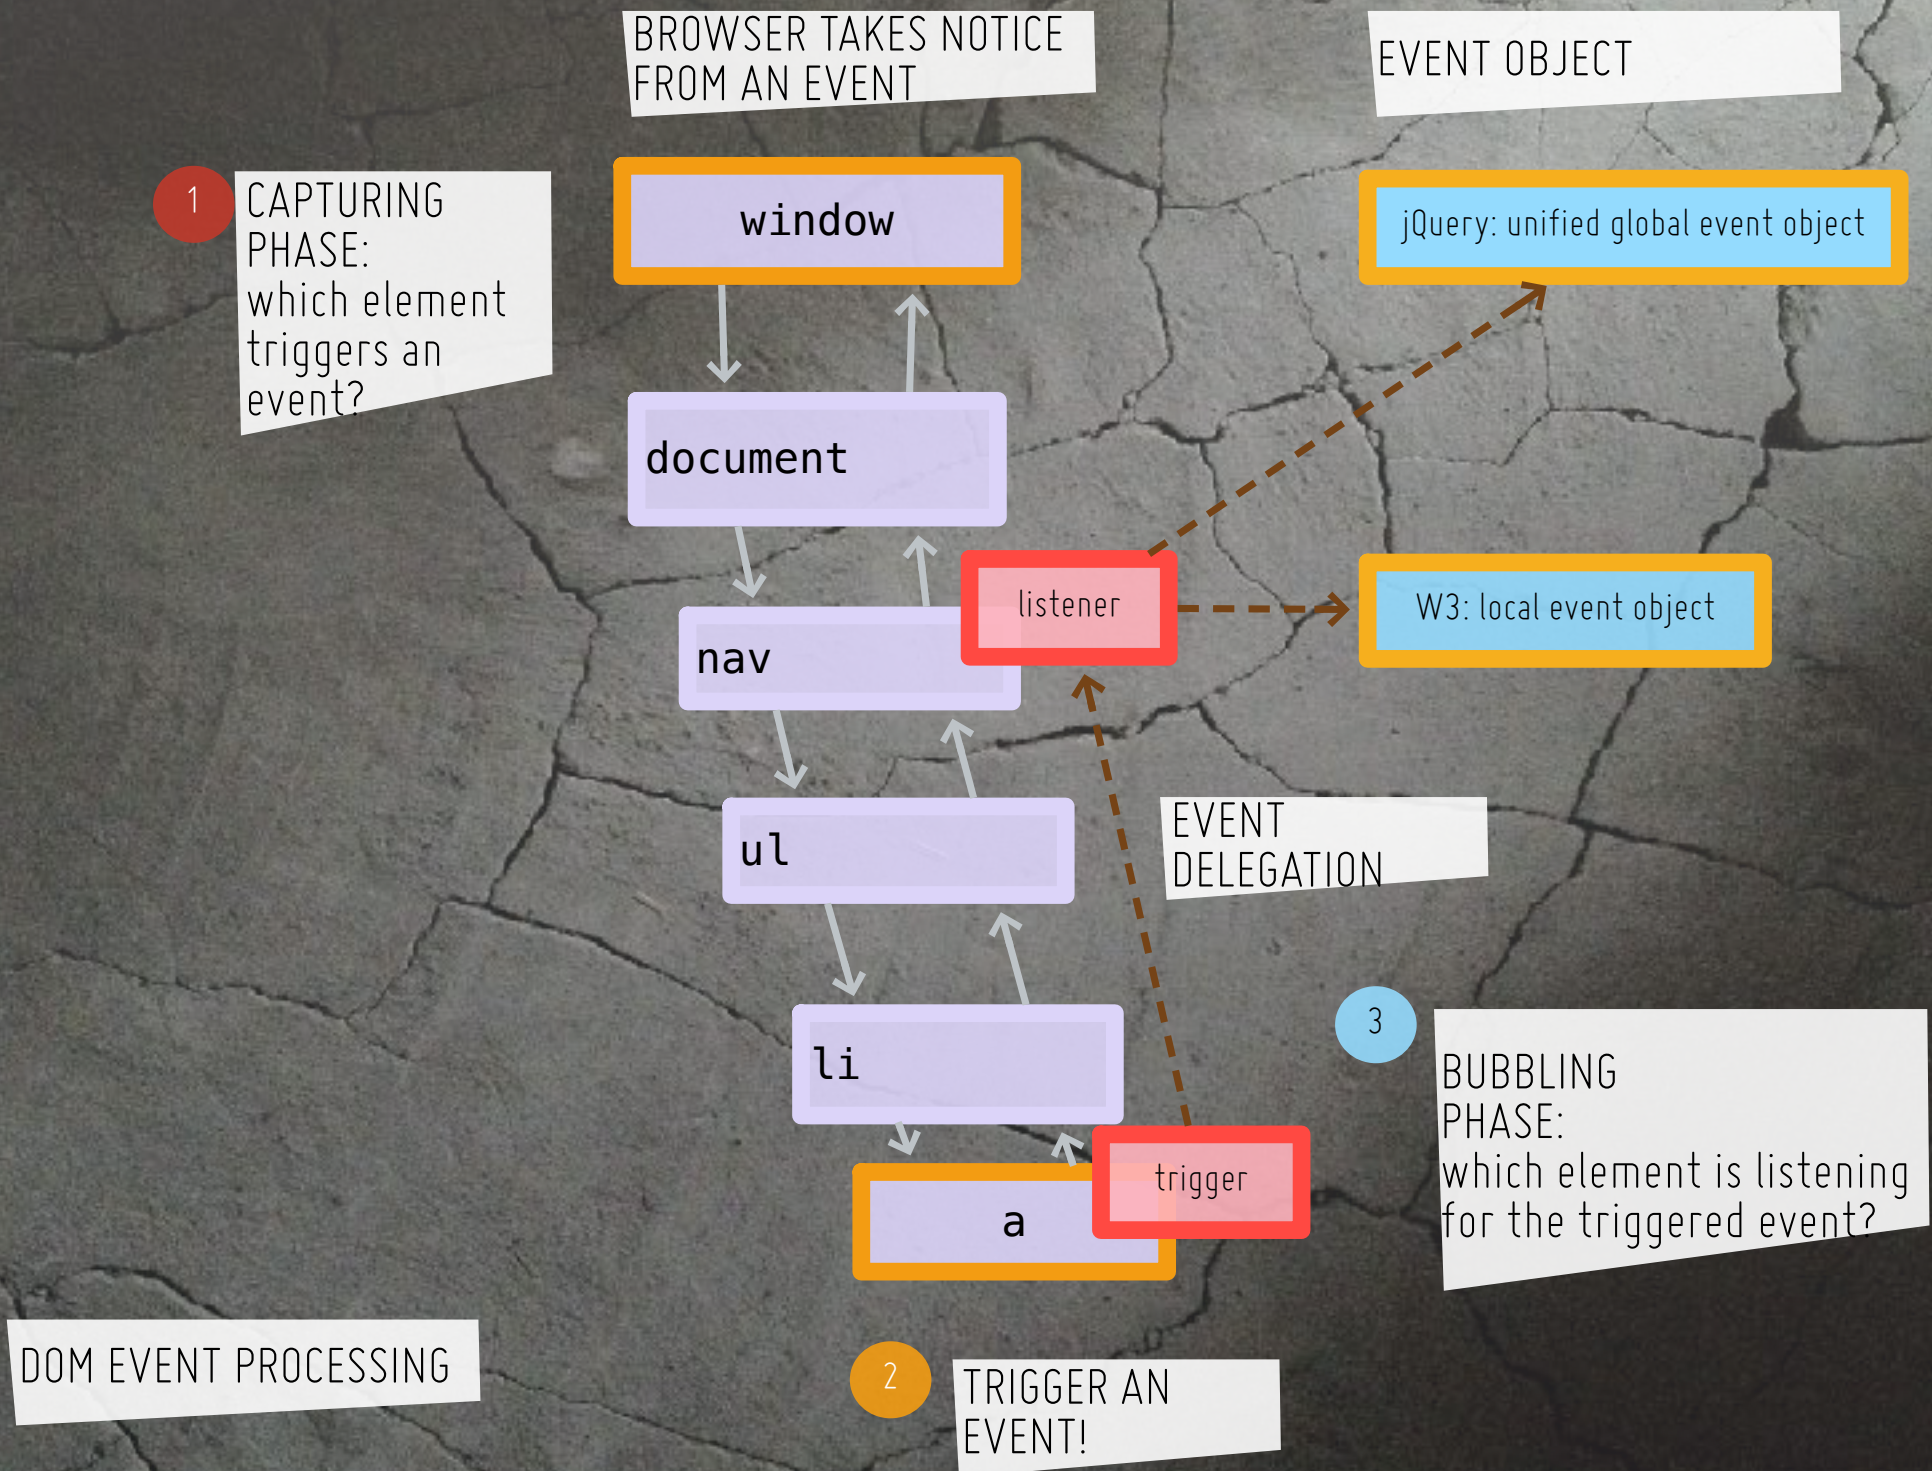 BROWSER TAKES NOTICE
FROM AN EVENT
EVENT OBJECT
1
CAPTURING
PHASE:
which element
triggers an
event?
window
jQuery: unified global event object
document
listener
W3: local event object
nav
ul
EVENT
DELEGATION
li
3
BUBBLING
PHASE:
which element is listening
for the triggered event?
trigger
a
DOM EVENT PROCESSING
2
TRIGGER AN
EVENT!